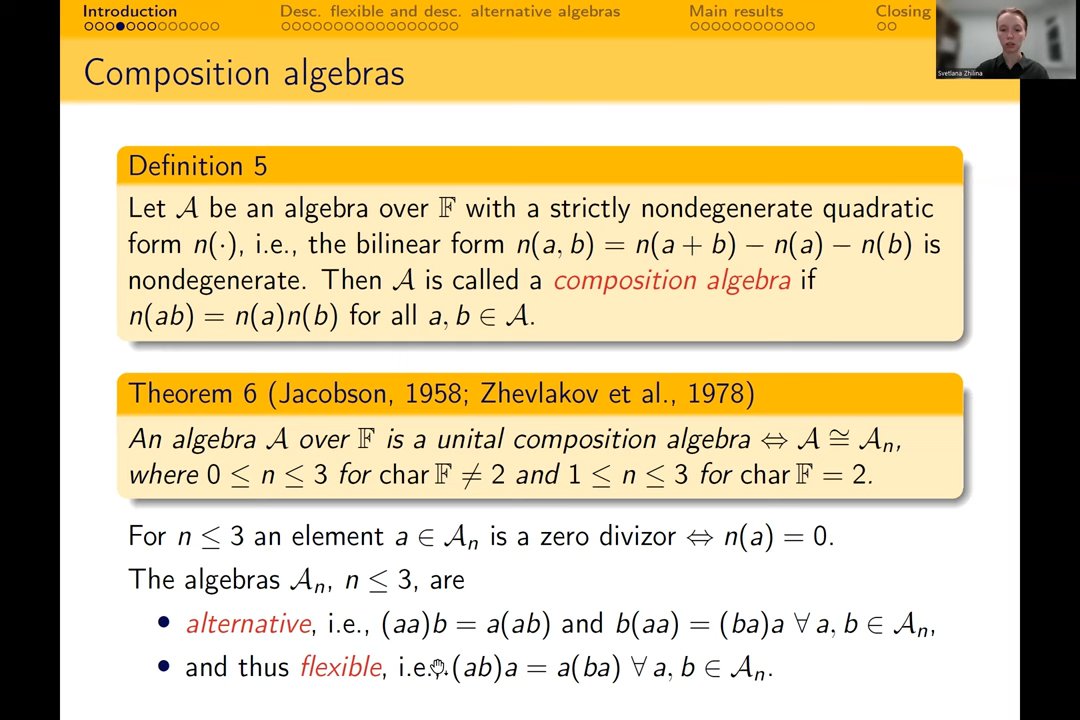 Introduction
Desc. flexible and desc. alternative algebras
Main results
Closing
Svetlana Zhilina
Composition algebras
Definition 5
Let 𝒜 be an algebra over 𝔽 with a strictly nondegenerate quadratic
form n(·), i.e., the bilinear form n(a, b) = n(a + b) − n(a) − n(b) is
nondegenerate. Then 𝒜 is called a composition algebra if
n(ab) = n(a)n(b) for all a, b ∈ 𝒜.
Theorem 6 (Jacobson, 1958; Zhevlakov et al., 1978)
An algebra 𝒜 over 𝔽 is a unital composition algebra ⇔ 𝒜 ≅ 𝒜ₙ,
where 0 ≤ n ≤ 3 for char 𝔽 ≠ 2 and 1 ≤ n ≤ 3 for char 𝔽 = 2.
For n ≤ 3 an element a ∈ 𝒜ₙ is a zero divizor ⇔ n(a) = 0.
The algebras 𝒜ₙ, n ≤ 3, are
• alternative, i.e., (aa)b = a(ab) and b(aa) = (ba)a ∀ a, b ∈ 𝒜ₙ,
• and thus flexible, i.e., (ab)a = a(ba) ∀ a, b ∈ 𝒜ₙ.